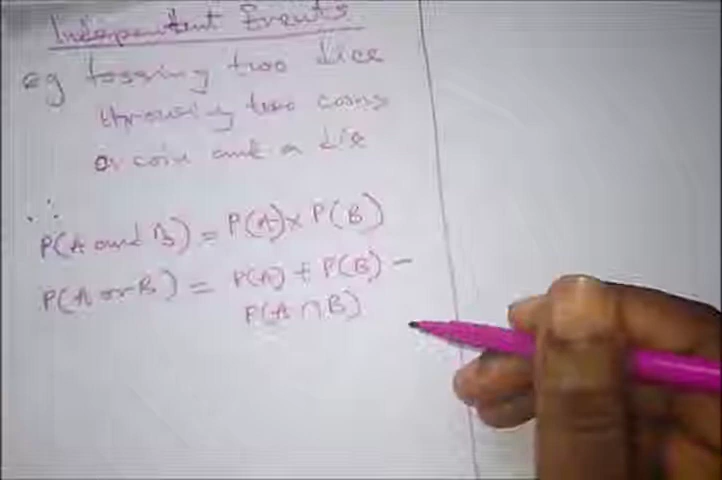 Independent Events
eg tossing two dice
throwing two coins
a coin and a die
∴
P(A and B) = P(A) x P(B)
P(A or B) = P(A) + P(B) -
P(A ∩ B)